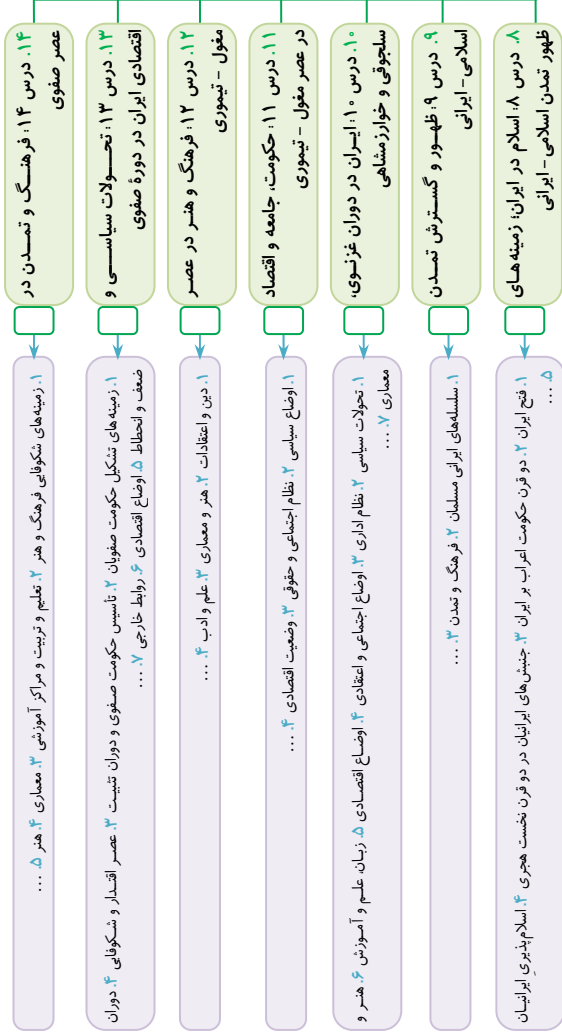 ۸. درس ۸: اسلام در ایران؛ زمینه های
ظهور تمدن اسلامی - ایرانی
۱. فتح ایران ۲. دو قرن حکومت اعراب بر ایران ۳. جنبش‌های ایرانیان در دو قرن نخست هجری ۴. اسلام‌پذیریِ ایرانیان
۵. ...
۹. درس ۹: ظهور و گسترش تمدن
اسلامی - ایرانی
۱. سلسله‌های ایرانی مسلمان ۲. فرهنگ و تمدن ۳. ...
۱۰. درس ۱۰: ایران در دوران غزنوی،
سلجوقی و خوارزمشاهی
۱. تحولات سیاسی ۲. نظام اداری ۳. اوضاع اجتماعی و اعتقادی ۴. اوضاع اقتصادی ۵. زبان، علم و آموزش ۶. هنر و
معماری ۷. ...
۱۱. درس ۱۱: حکومت، جامعه و اقتصاد
در عصر مغول - تیموری
۱. اوضاع سیاسی ۲. نظام اجتماعی و حقوقی ۳. وضعیت اقتصادی ۴. ...
۱۲. درس ۱۲: فرهنگ و هنر در عصر
مغول - تیموری
۱. دین و اعتقادات ۲. هنر و معماری ۳. علم و ادب ۴. ...
۱۳. درس ۱۳: تحولات سیاسی و
اقتصادی ایران در دورهٔ صفوی
۱. زمینه های تشکیل حکومت صفویان ۲. تاسیس حکومت صفوی و دوران تثبیت ۳. عصر اقتدار و شکوفایی ۴. دوران
ضعف و انحطاط ۵. اوضاع اقتصادی ۶. روابط خارجی ۷. ...
۱۴. درس ۱۴: فرهنگ و تمدن در
عصر صفوی
۱. زمینه‌های شکوفایی فرهنگ و هنر ۲. تعلیم و تربیت و مراکز آموزشی ۳. معماری ۴. هنر ۵. ...